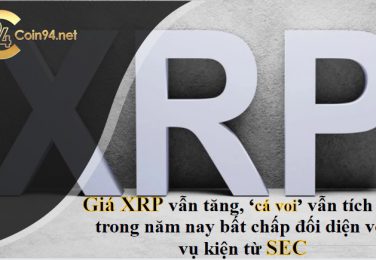 Coin94.net
XRP
Giá XRP vẫn tăng, ‘cá voi’ vẫn tích
trong năm nay bất chấp đối diện vớ
vụ kiện từ SEC